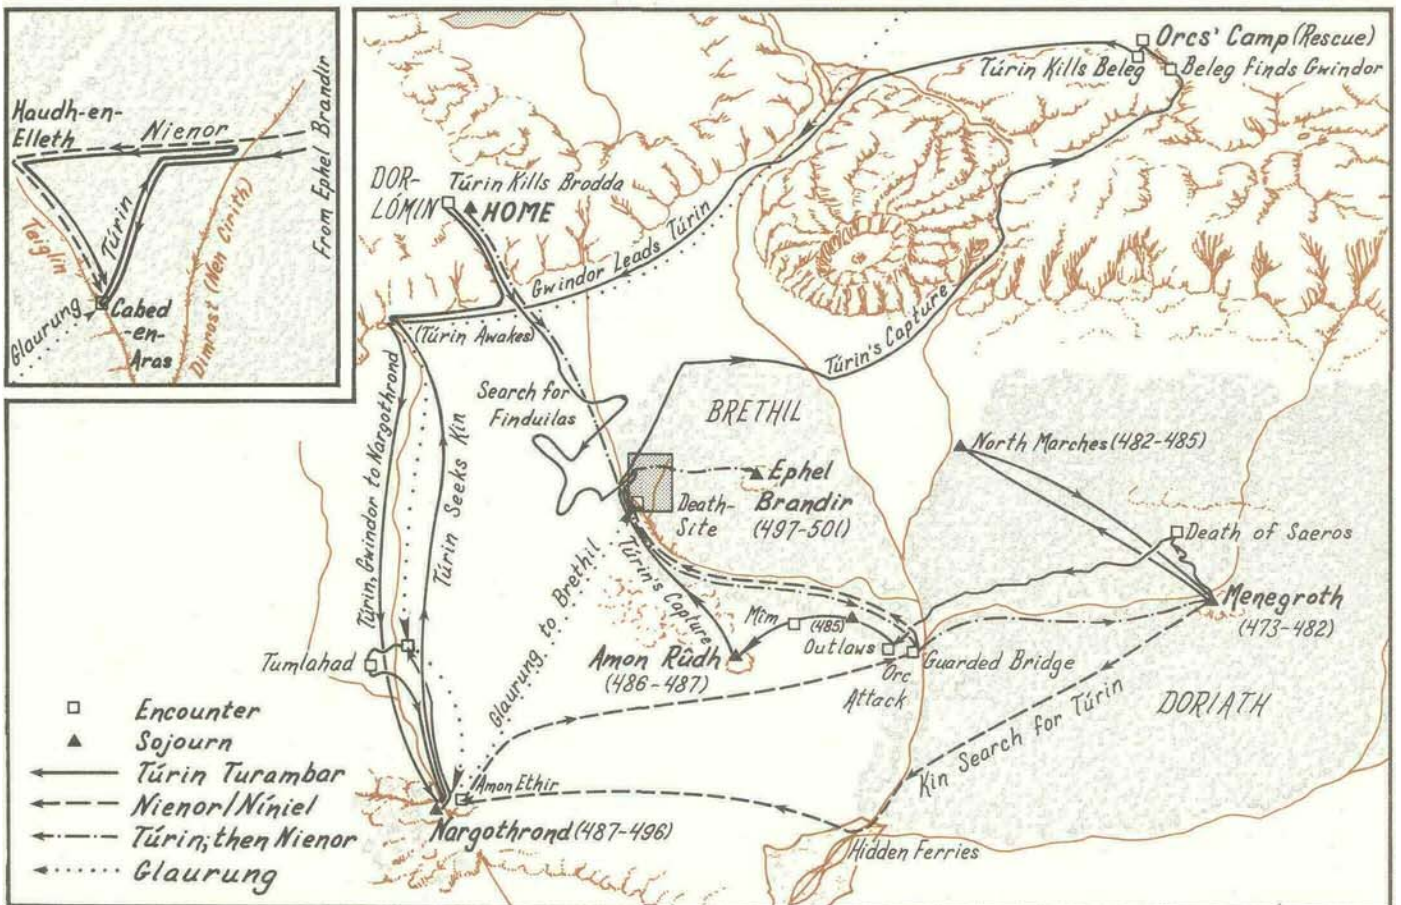 Haudh-en-
Elleth
Nienor
From Ephel Brandir
Teiglin
Túrin
Dimrost (Nen Cirith)
Glaurung
Cabed
-en-
Aras
Orcs' Camp (Rescue)
Túrin Kills Beleg
Beleg Finds Gwindor
DOR-
LÓMIN
Túrin Kills Brodda
HOME
Gwindor Leads Túrin
(Túrin Awakes)
Túrin's Capture
Search for
Finduilas
BRETHIL
North Marches (482-485)
Túrin, Gwindor to Nargothrond
Túrin Seeks Kin
Ephel
Brandir
(497-501)
Death-
Site
Death of Saeros
Túrin's Capture
Glaurung to Brethil
Mîm
(485)
Outlaws
Menegroth
(473-482)
Tumlahad
Amon Rûdh
(486-487)
Orc
Attack
Guarded Bridge
DORIATH
Kin Search for Túrin
Amon Ethir
Nargothrond (487-496)
Hidden Ferries
Encounter
Sojourn
Túrin Turambar
Nienor/Níniel
Túrin; then Nienor
Glaurung